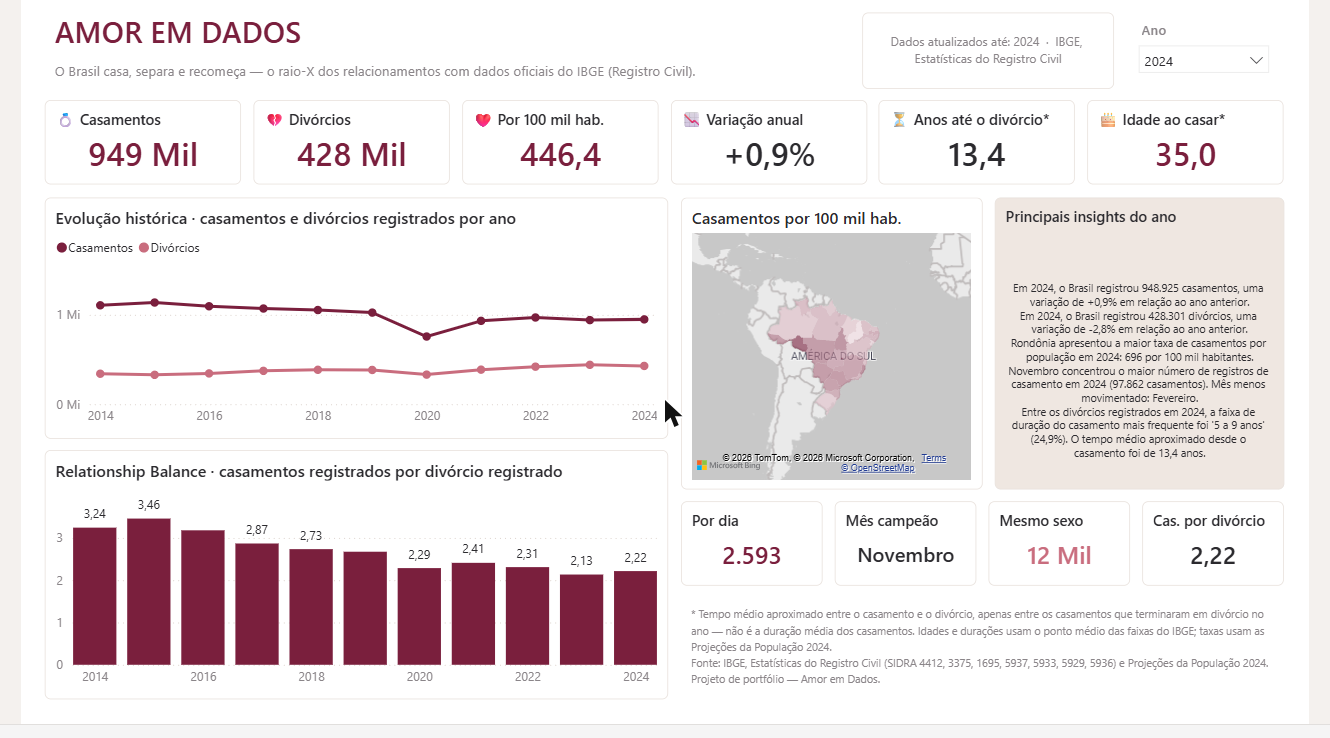 AMOR EM DADOS
O Brasil casa, separa e recomeça — o raio-X dos relacionamentos com dados oficiais do IBGE (Registro Civil).
Dados atualizados até: 2024 · IBGE,
Estatísticas do Registro Civil
Ano
2024
Casamentos
949 Mil
Divórcios
428 Mil
Por 100 mil hab.
446,4
Variação anual
+0,9%
Anos até o divórcio*
13,4
Idade ao casar*
35,0
Evolução histórica · casamentos e divórcios registrados por ano
Casamentos Divórcios
1 Mi
0 Mi
2014 2016 2018 2020 2022 2024
Casamentos por 100 mil hab.
AMÉRICA DO SUL
© 2026 TomTom, © 2026 Microsoft Corporation, Terms
Microsoft Bing © OpenStreetMap
Principais insights do ano
Em 2024, o Brasil registrou 948.925 casamentos, uma
variação de +0,9% em relação ao ano anterior.
Em 2024, o Brasil registrou 428.301 divórcios, uma
variação de -2,8% em relação ao ano anterior.
Rondônia apresentou a maior taxa de casamentos por
população em 2024: 696 por 100 mil habitantes.
Novembro concentrou o maior número de registros de
casamento em 2024 (97.862 casamentos). Mês menos
movimentado: Fevereiro.
Entre os divórcios registrados em 2024, a faixa de
duração do casamento mais frequente foi '5 a 9 anos'
(24,9%). O tempo médio aproximado desde o
casamento foi de 13,4 anos.
Relationship Balance · casamentos registrados por divórcio registrado
3,24 3,46 2,87 2,73 2,29 2,41 2,31 2,13 2,22
3
2
1
0
2014 2016 2018 2020 2022 2024
Por dia
2.593
Mês campeão
Novembro
Mesmo sexo
12 Mil
Cas. por divórcio
2,22
* Tempo médio aproximado entre o casamento e o divórcio, apenas entre os casamentos que terminaram em divórcio no
ano — não é a duração média dos casamentos. Idades e durações usam o ponto médio das faixas do IBGE; taxas usam as
Projeções da População 2024.
Fonte: IBGE, Estatísticas do Registro Civil (SIDRA 4412, 3375, 1695, 5937, 5933, 5929, 5936) e Projeções da População 2024.
Projeto de portfólio — Amor em Dados.